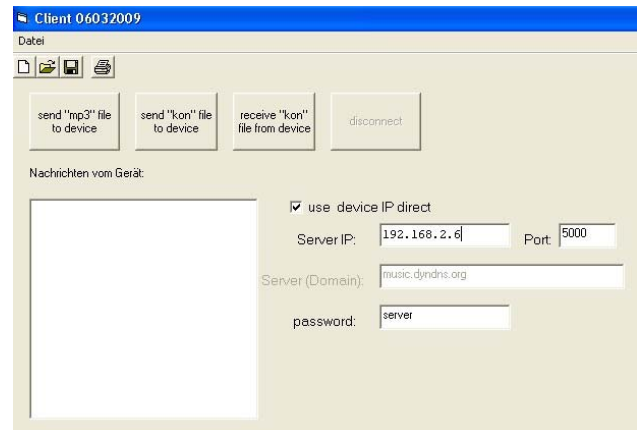 Client 06032009
Datei
send "mp3" file
to device
send "kon" file
to device
receive "kon"
file from device
disconnect
Nachrichten vom Gerät:
use device IP direct
Server IP: 192.168.2.6 Port: 5000
Server (Domain): music.dyndns.org
password: server